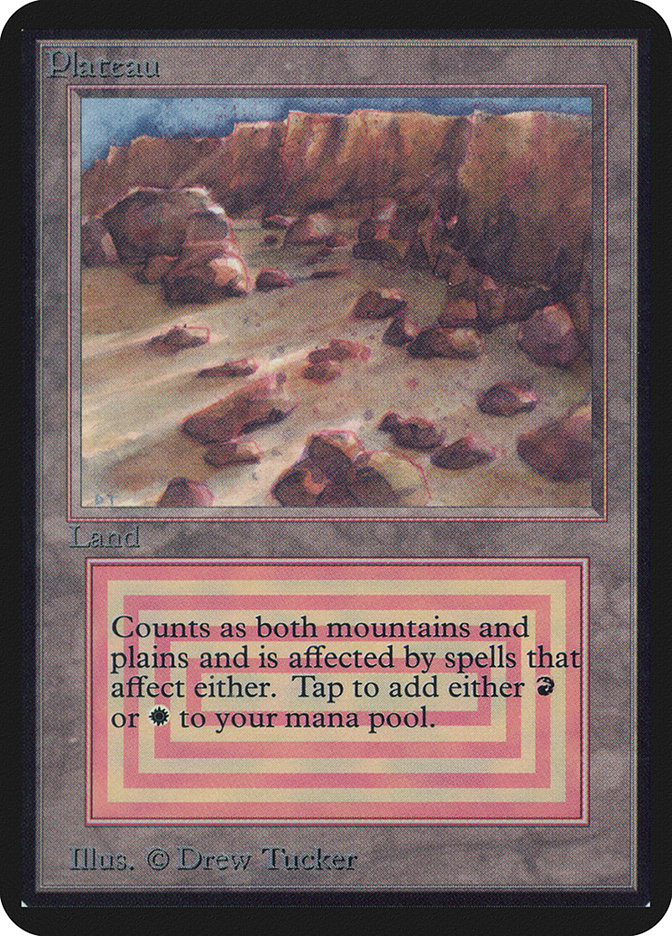 Plateau
D T
Land
Counts as both mountains and
plains and is affected by spells that
affect either. Tap to add either
or to your mana pool.
Illus. © Drew Tucker